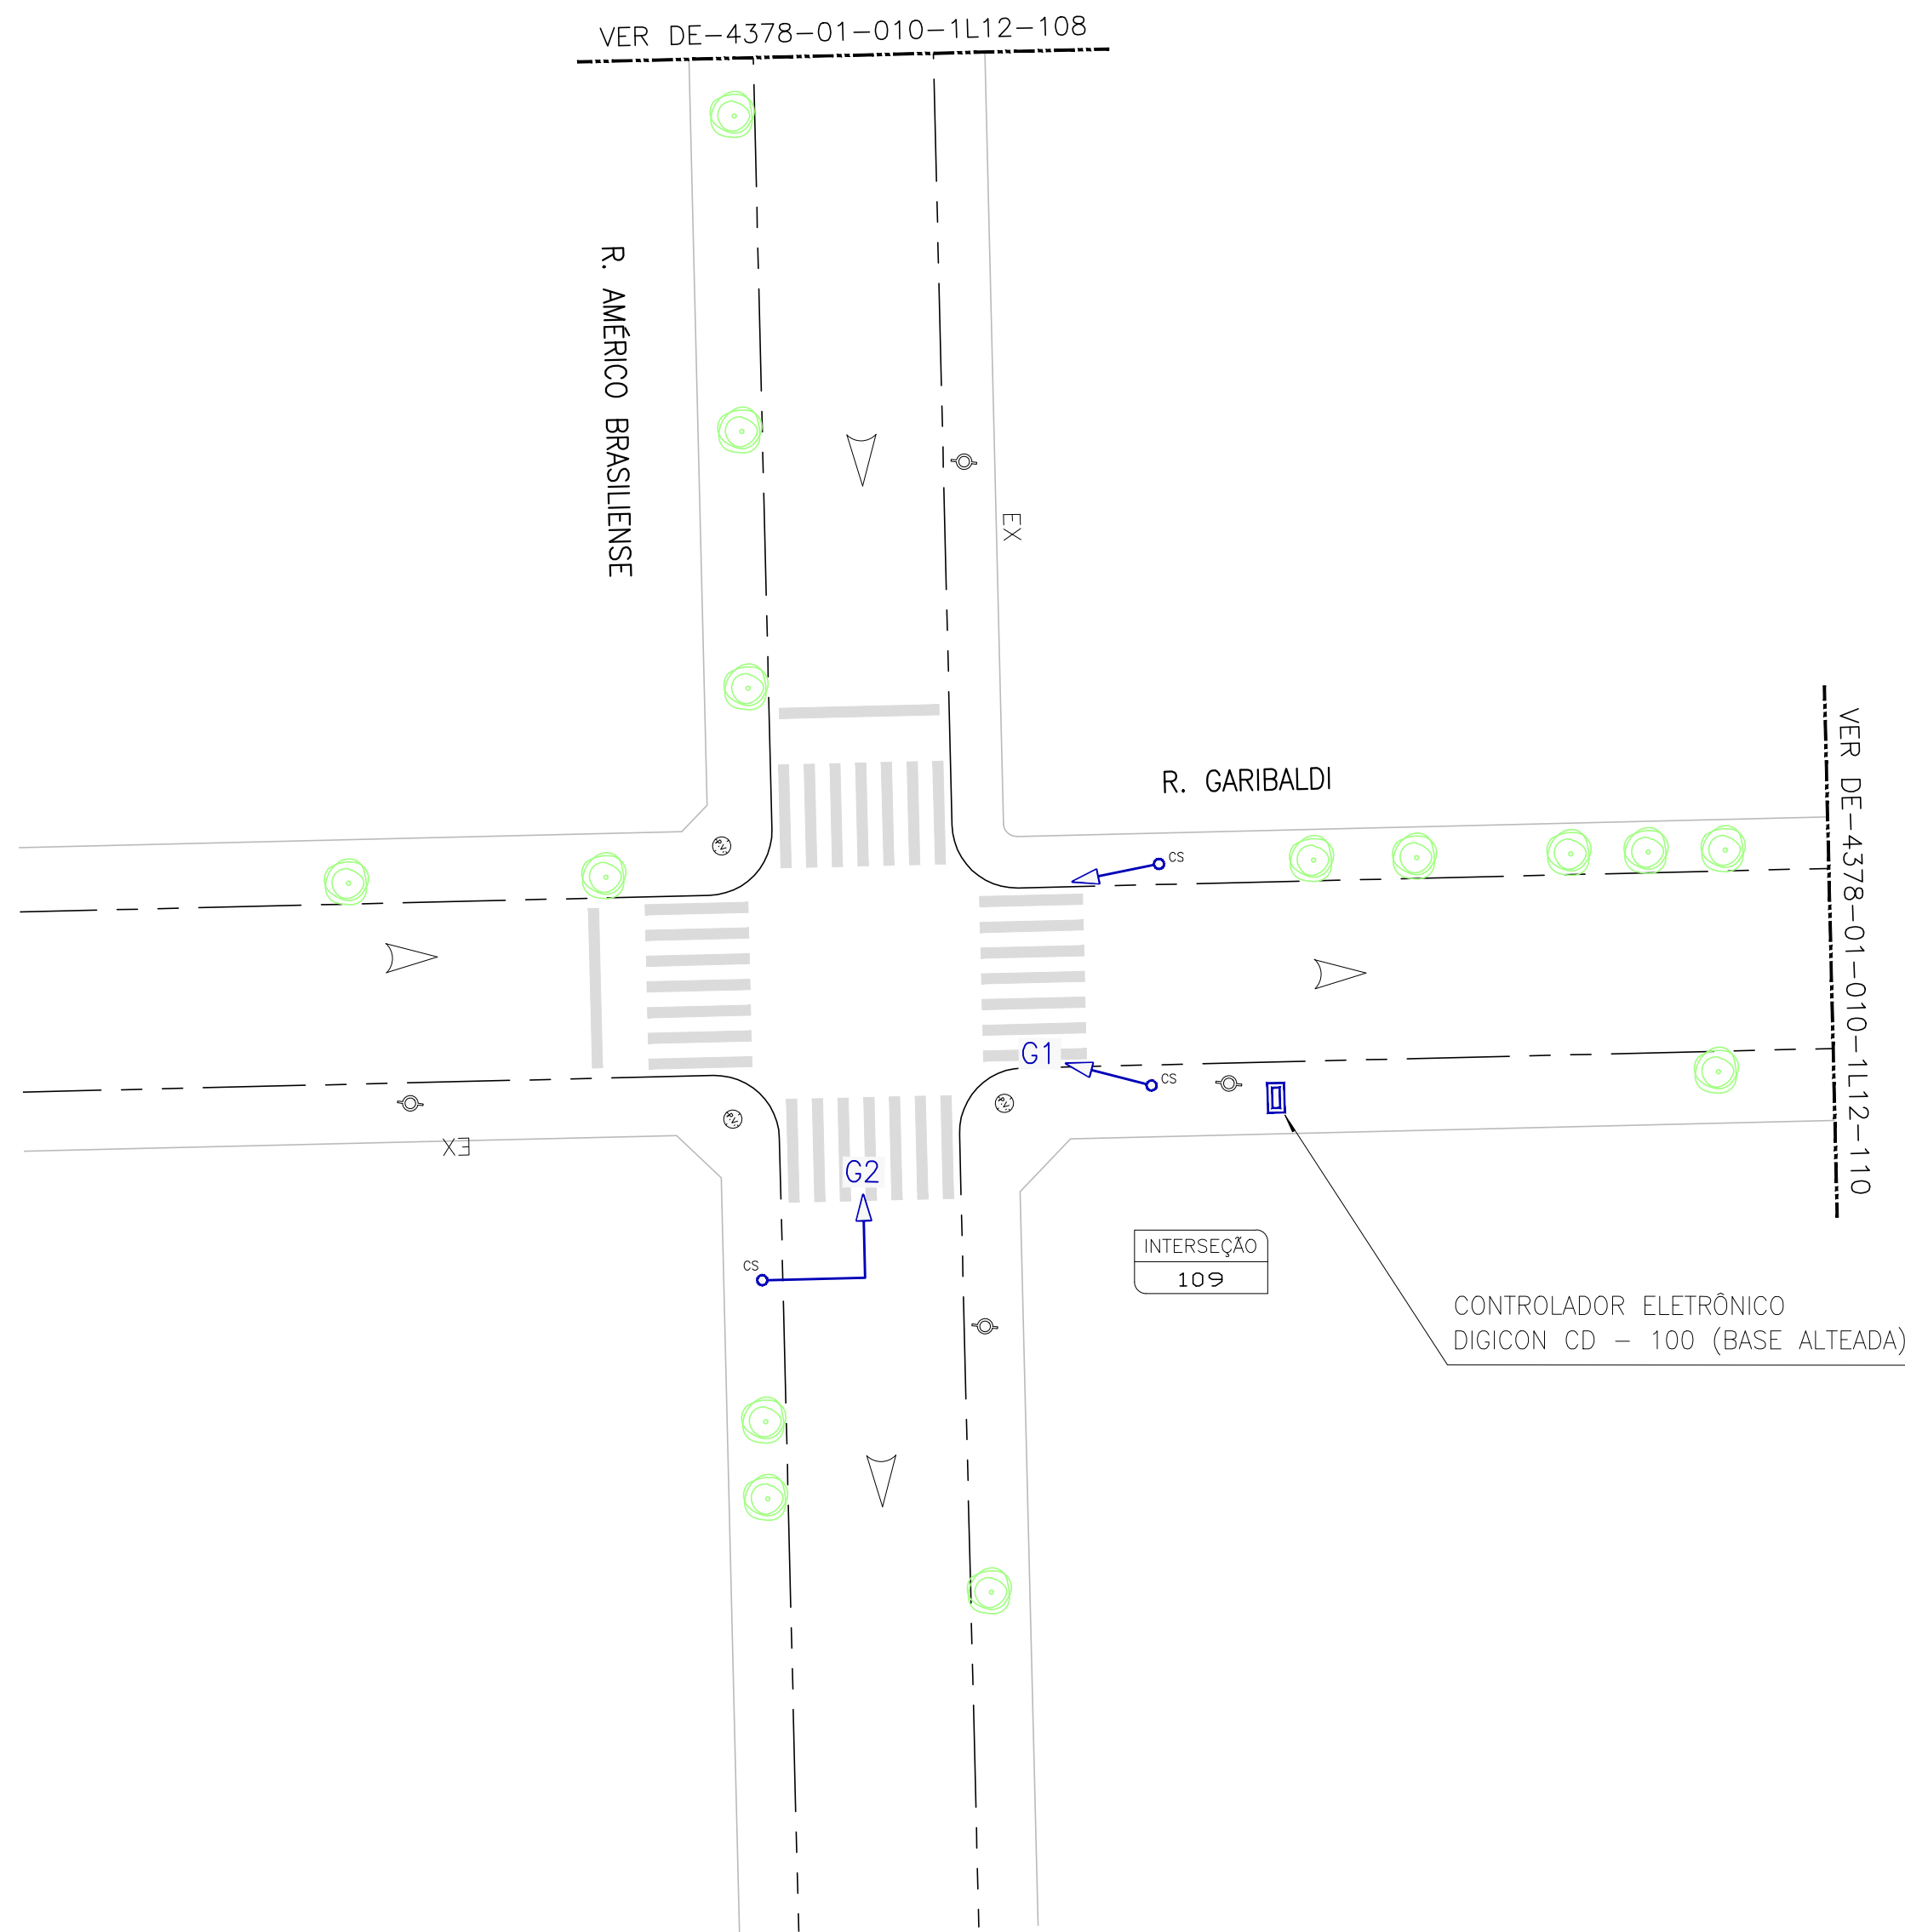 VER DE-4378-01-010-1L12-108
R. AMÉRICO BRASILIENSE
EX
R. GARIBALDI
VER DE-4378-01-010-1L12-110
P.V.
CS
G1
CS
P.V.
P.V.
EX
G2
CS
INTERSEÇÃO
109
CONTROLADOR ELETRÔNICO
DIGICON CD - 100 (BASE ALTEADA)